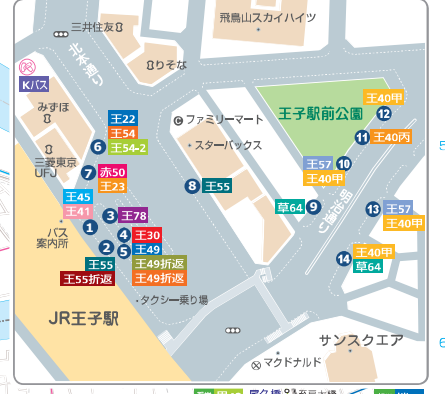 三井住友
飛鳥山スカイハイツ
北本通り
りそな
Kバス
みずほ
三菱東京
UFJ
王22
王54
王54-2
6
7
赤50
王23
ファミリーマート
スターバックス
8
王55
王子駅前公園
王40甲
12
11
王40丙
王57
10
王40甲
明治通り
草64
9
13
王57
王40甲
14
王40甲
草64
王45
王41
1
3
王78
4
王30
2
5
王49
王55
王49折返
王55折返
王49折返
バス
案内所
タクシー乗り場
JR王子駅
サンスクエア
マクドナルド
5
6